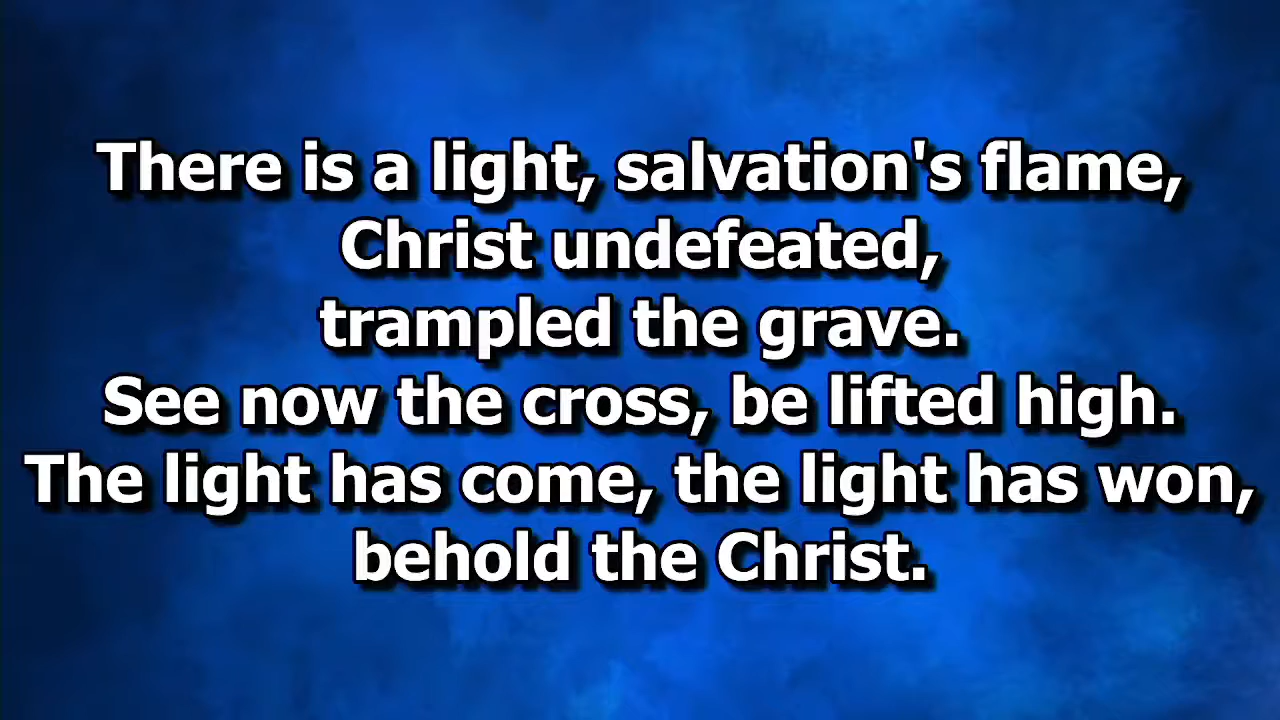 There is a light, salvation's flame,
Christ undefeated,
trampled the grave.
See now the cross, be lifted high.
The light has come, the light has won,
behold the Christ.